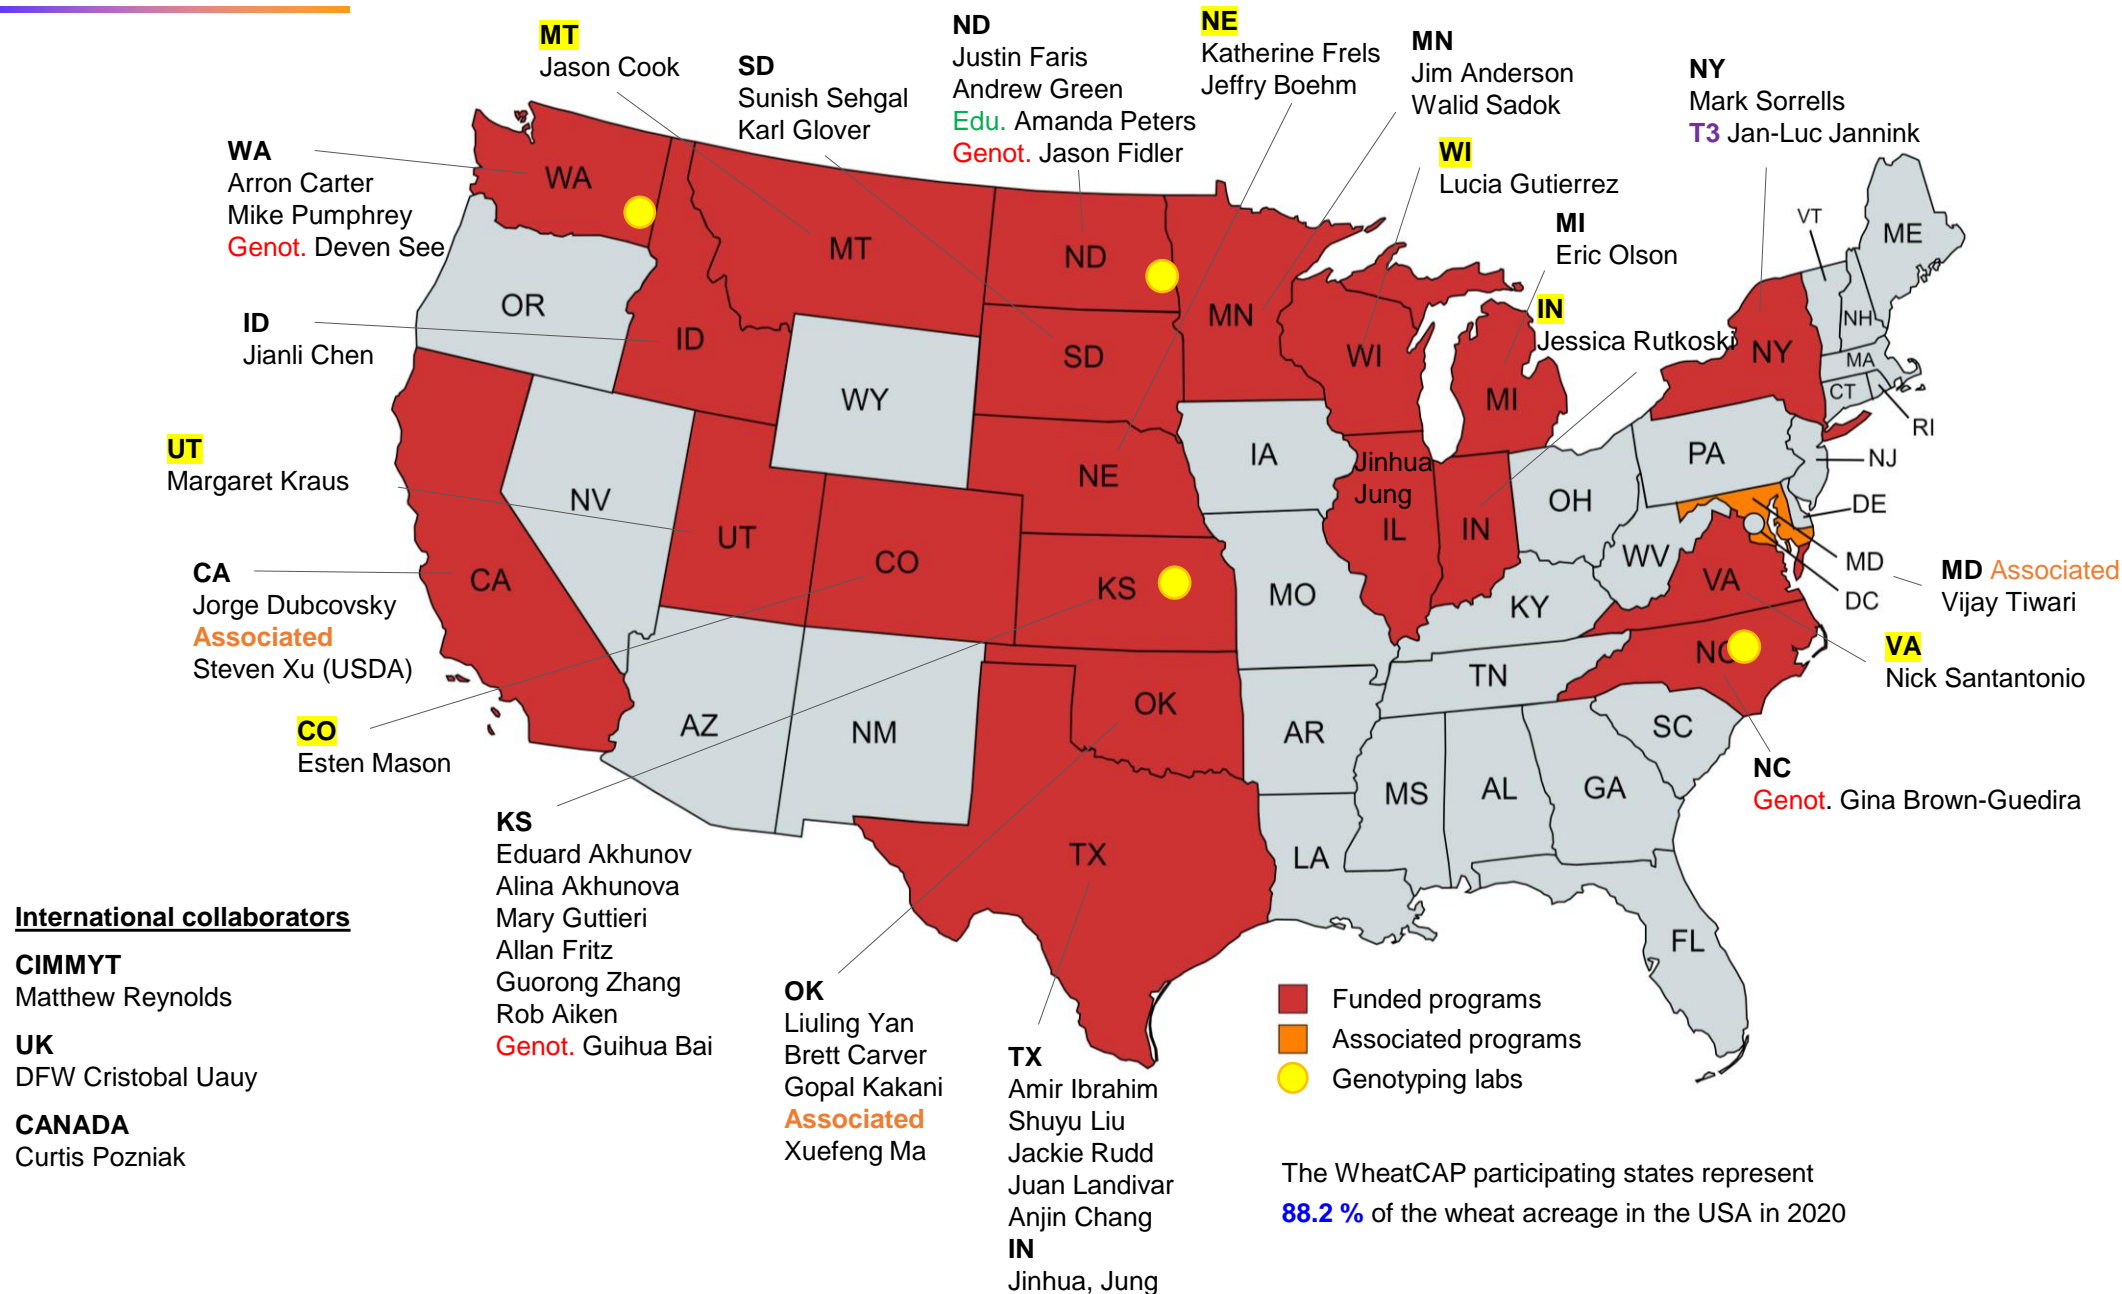 MT
Jason Cook
SD
Sunish Sehgal
Karl Glover
ND
Justin Faris
Andrew Green
Edu. Amanda Peters
Genot. Jason Fidler
NE
Katherine Frels
Jeffry Boehm
MN
Jim Anderson
Walid Sadok
NY
Mark Sorrells
T3 Jan-Luc Jannink
WI
Lucia Gutierrez
MI
Eric Olson
IN
Jessica Rutkoski
WA
Arron Carter
Mike Pumphrey
Genot. Deven See
ID
Jianli Chen
UT
Margaret Kraus
CA
Jorge Dubcovsky
Associated
Steven Xu (USDA)
CO
Esten Mason
KS
Eduard Akhunov
Alina Akhunova
Mary Guttieri
Allan Fritz
Guorong Zhang
Rob Aiken
Genot. Guihua Bai
OK
Liuling Yan
Brett Carver
Gopal Kakani
Associated
Xuefeng Ma
TX
Amir Ibrahim
Shuyu Liu
Jackie Rudd
Juan Landivar
Anjin Chang
IN
Jinhua, Jung
MD Associated
Vijay Tiwari
VA
Nick Santantonio
NC
Genot. Gina Brown-Guedira
WA
OR
CA
ID
NV
MT
WY
UT
CO
AZ
NM
ND
SD
NE
KS
OK
TX
MN
IA
MO
AR
LA
WI
Jinhua
Jung
IL
MI
IN
OH
KY
TN
MS
AL
GA
FL
SC
NC
VA
WV
PA
NY
VT
NH
ME
MA
CT
RI
NJ
DE
MD
DC
International collaborators
CIMMYT
Matthew Reynolds
UK
DFW Cristobal Uauy
CANADA
Curtis Pozniak
Funded programs
Associated programs
Genotyping labs
The WheatCAP participating states represent
88.2 % of the wheat acreage in the USA in 2020